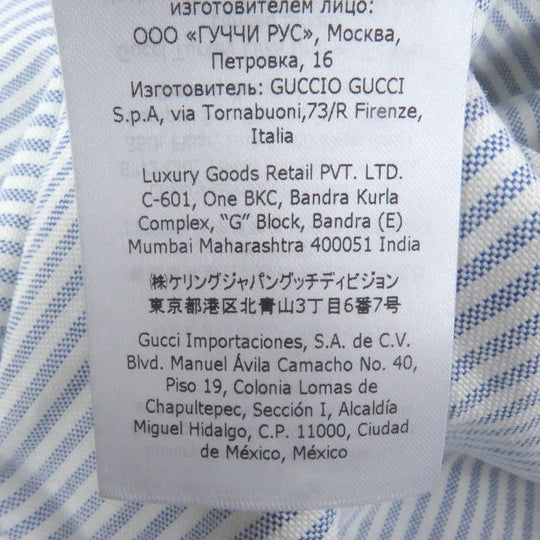 изготовителем лицо:
ООО «ГУЧЧИ РУС», Москва,
Петровка, 16
Изготовитель: GUCCIO GUCCI
S.p.A, via Tornabuoni,73/R Firenze,
Italia
Luxury Goods Retail PVT. LTD.
C-601, One BKC, Bandra Kurla
Complex, “G” Block, Bandra (E)
Mumbai Maharashtra 400051 India
㈱ケリングジャパングッチディビジョン
東京都港区北青山3丁目6番7号
Gucci Importaciones, S.A. de C.V.
Blvd. Manuel Ávila Camacho No. 40,
Piso 19, Colonia Lomas de
Chapultepec, Sección I, Alcaldía
Miguel Hidalgo, C.P. 11000, Ciudad
de México, México